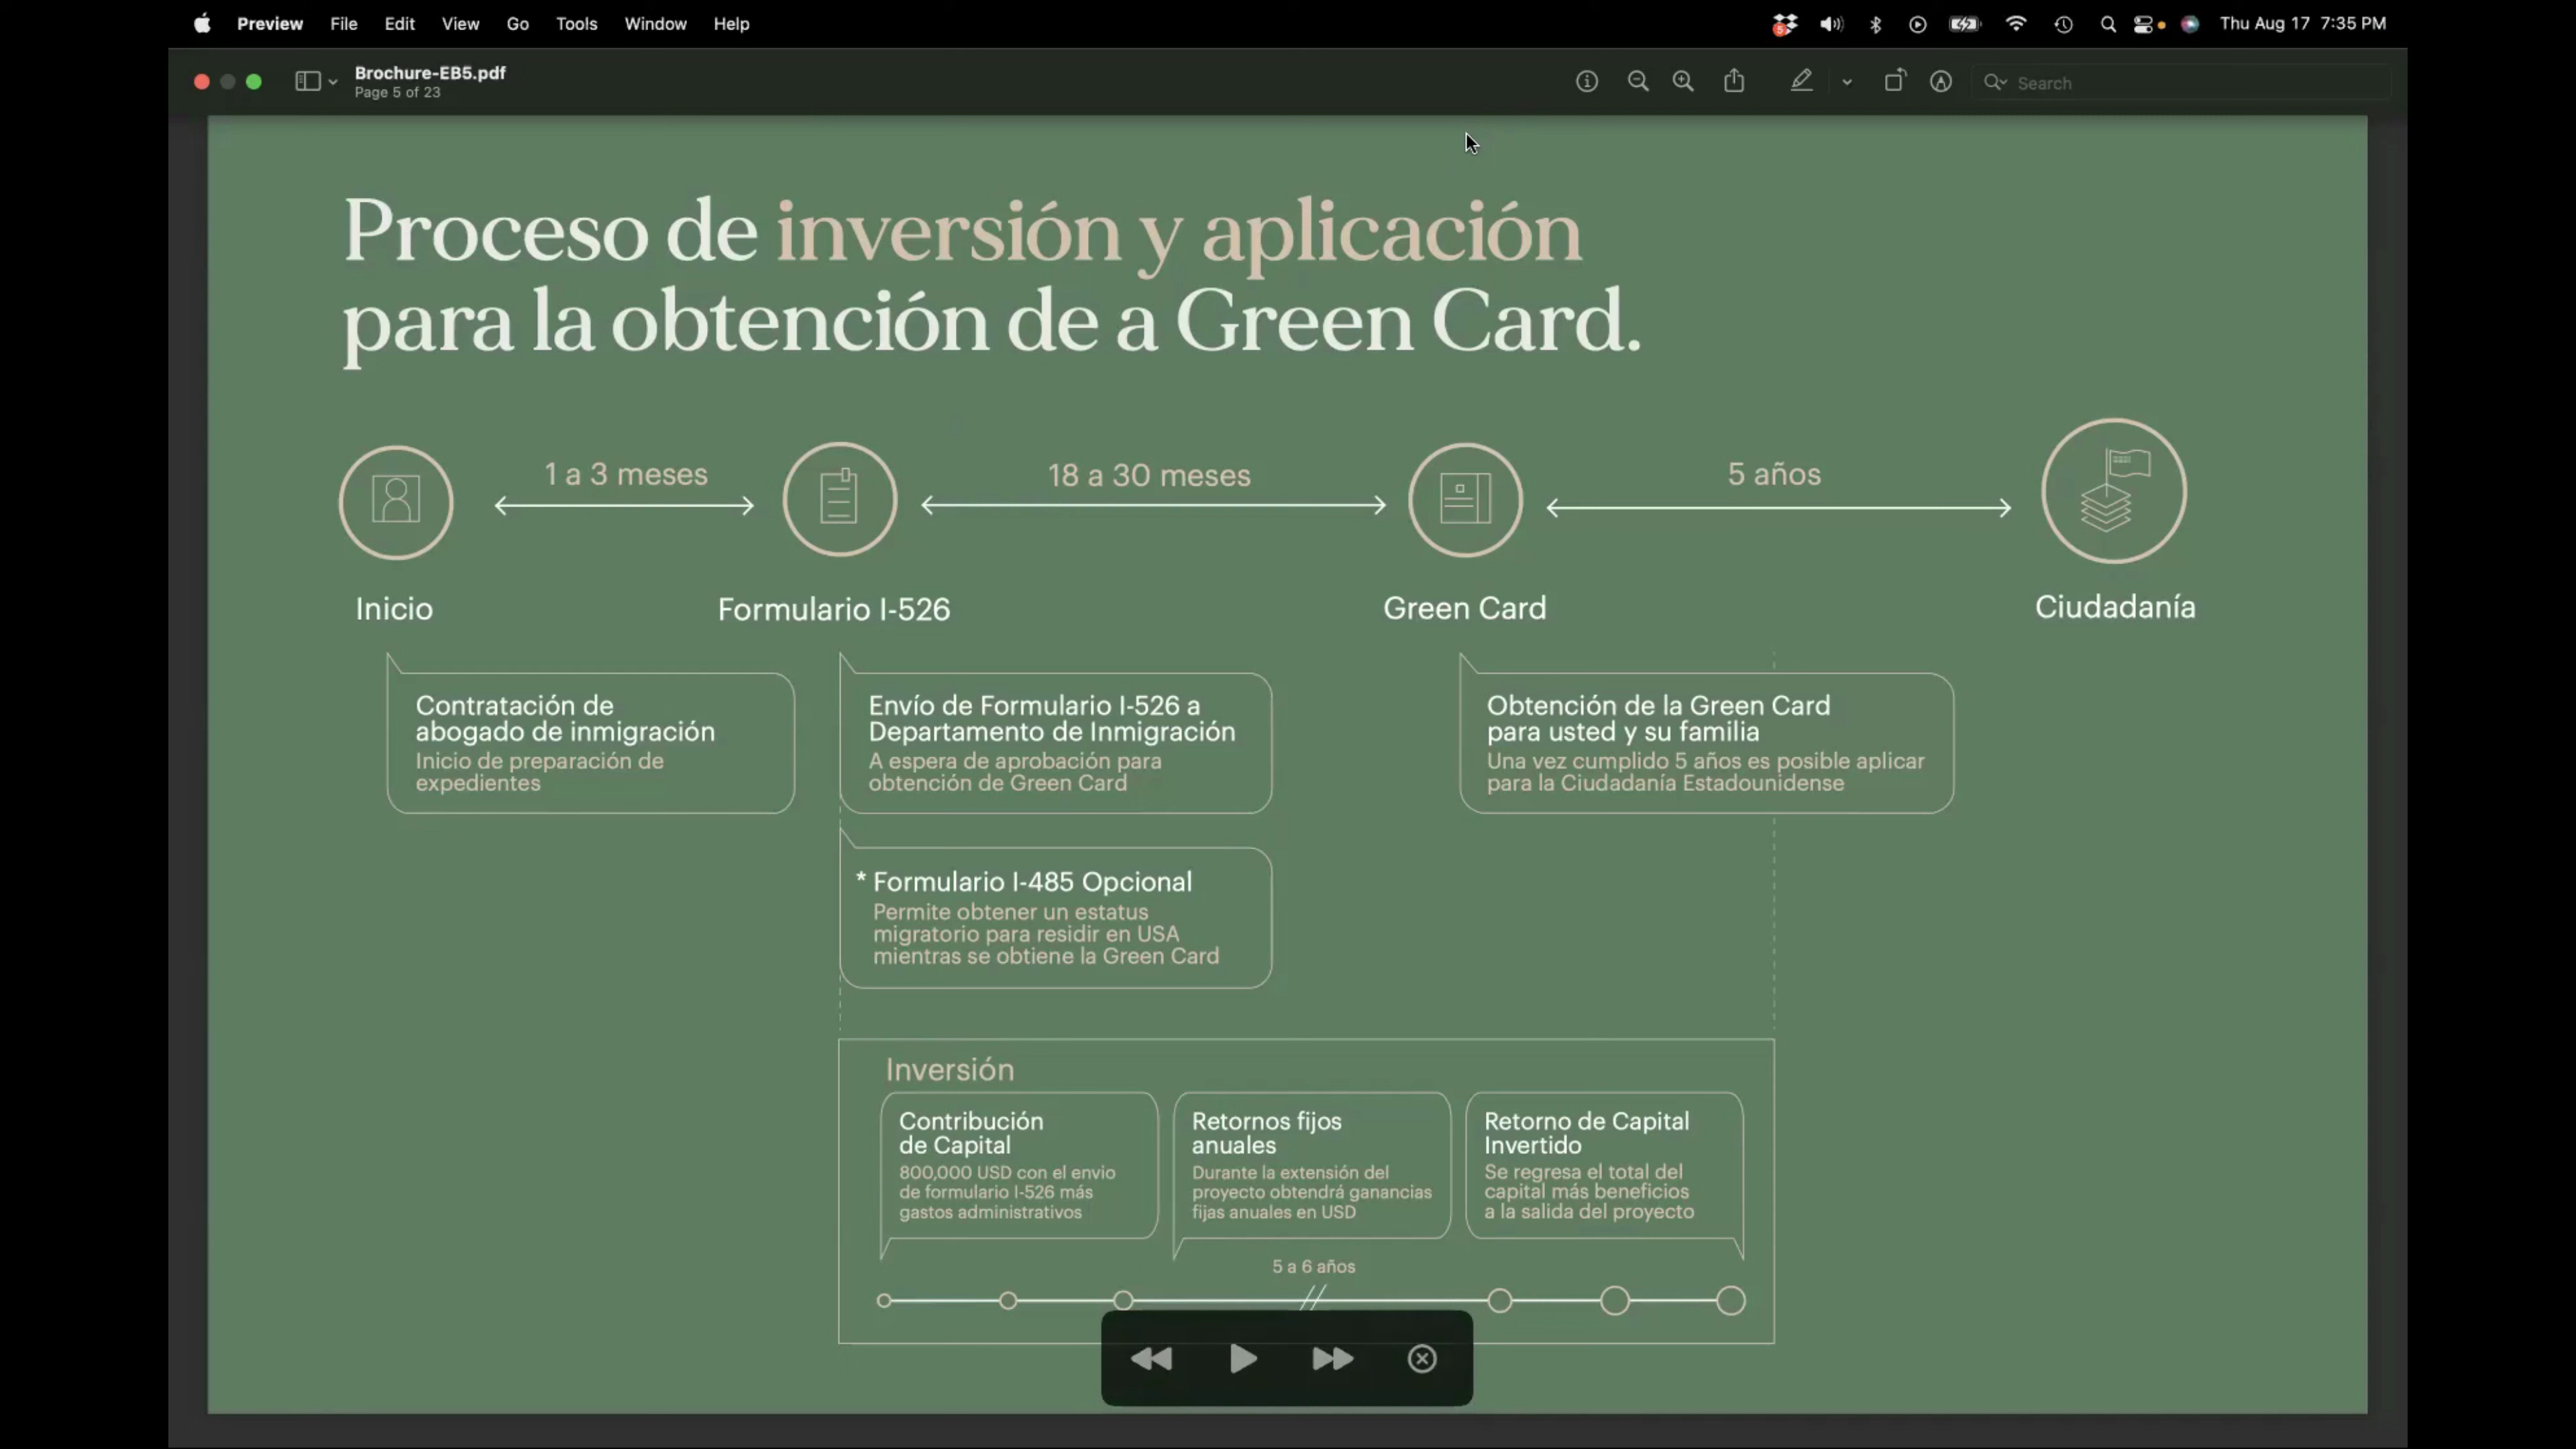 Preview File Edit View Go Tools Window Help
5
Thu Aug 17 7:35 PM
Brochure-EB5.pdf
Page 5 of 23
Search
Proceso de inversión y aplicación
para la obtención de a Green Card.
1 a 3 meses
18 a 30 meses
5 años
Inicio
Formulario I-526
Green Card
Ciudadanía
Contratación de
abogado de inmigración
Inicio de preparación de
expedientes
Envío de Formulario I-526 a
Departamento de Inmigración
A espera de aprobación para
obtención de Green Card
Obtención de la Green Card
para usted y su familia
Una vez cumplido 5 años es posible aplicar
para la Ciudadanía Estadounidense
* Formulario I-485 Opcional
Permite obtener un estatus
migratorio para residir en USA
mientras se obtiene la Green Card
Inversión
Contribución
de Capital
800,000 USD con el envio
de formulario I-526 más
gastos administrativos
Retornos fijos
anuales
Durante la extensión del
proyecto obtendrá ganancias
fijas anuales en USD
Retorno de Capital
Invertido
Se regresa el total del
capital más beneficios
a la salida del proyecto
5 a 6 años